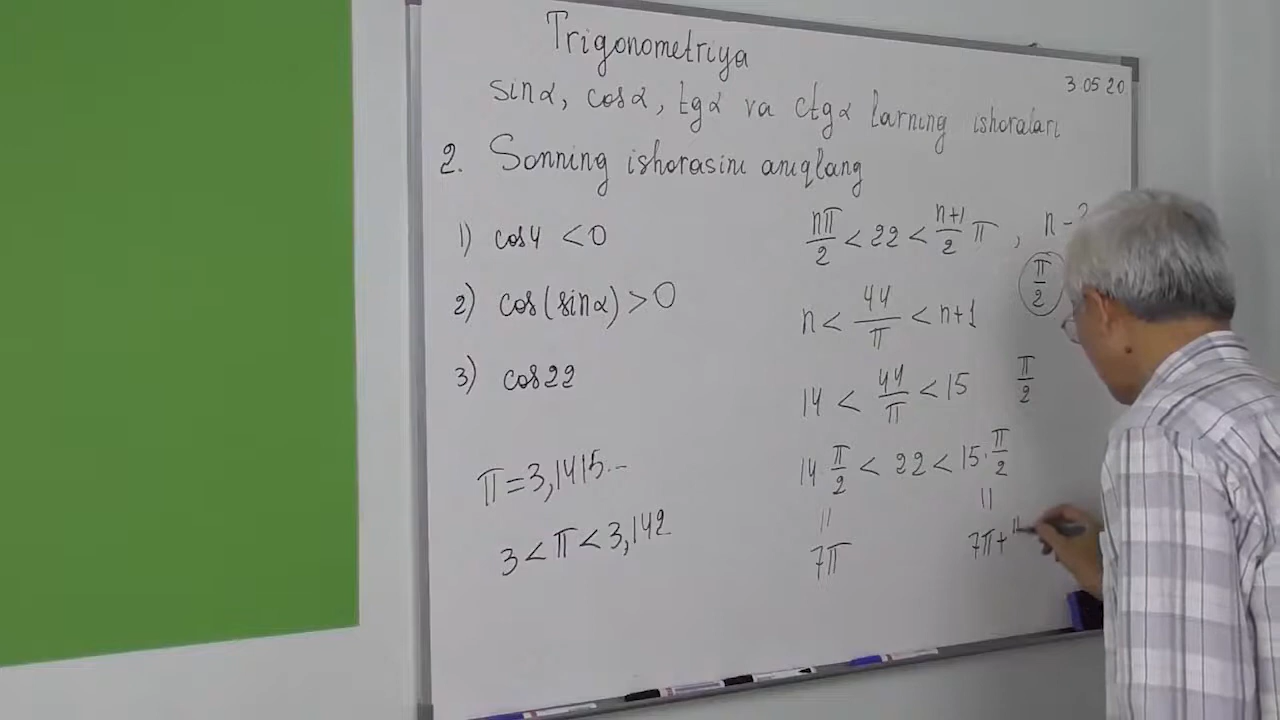 Trigonometriya
3.05.20.
sinα, cosα, tgα va ctgα larning ishoralari
2. Sonning ishorasini aniqlang
1) cos4 < 0
2) cos(sinα) > 0
3) cos22
π = 3,1415...
3 < π < 3,142
nπ/2 < 22 < n+1/2 π , n -
π/2
n < 44/π < n+1
14 < 44/π < 15
π/2
14 π/2 < 22 < 15·π/2
" "
7π 7π+